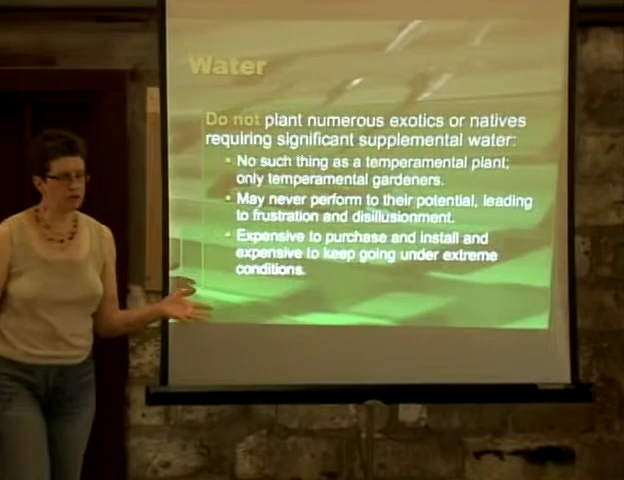 Water
Do not plant numerous exotics or natives
requiring significant supplemental water:
• No such thing as a temperamental plant;
only temperamental gardeners.
• May never perform to their potential, leading
to frustration and disillusionment.
• Expensive to purchase and install and
expensive to keep going under extreme
conditions.